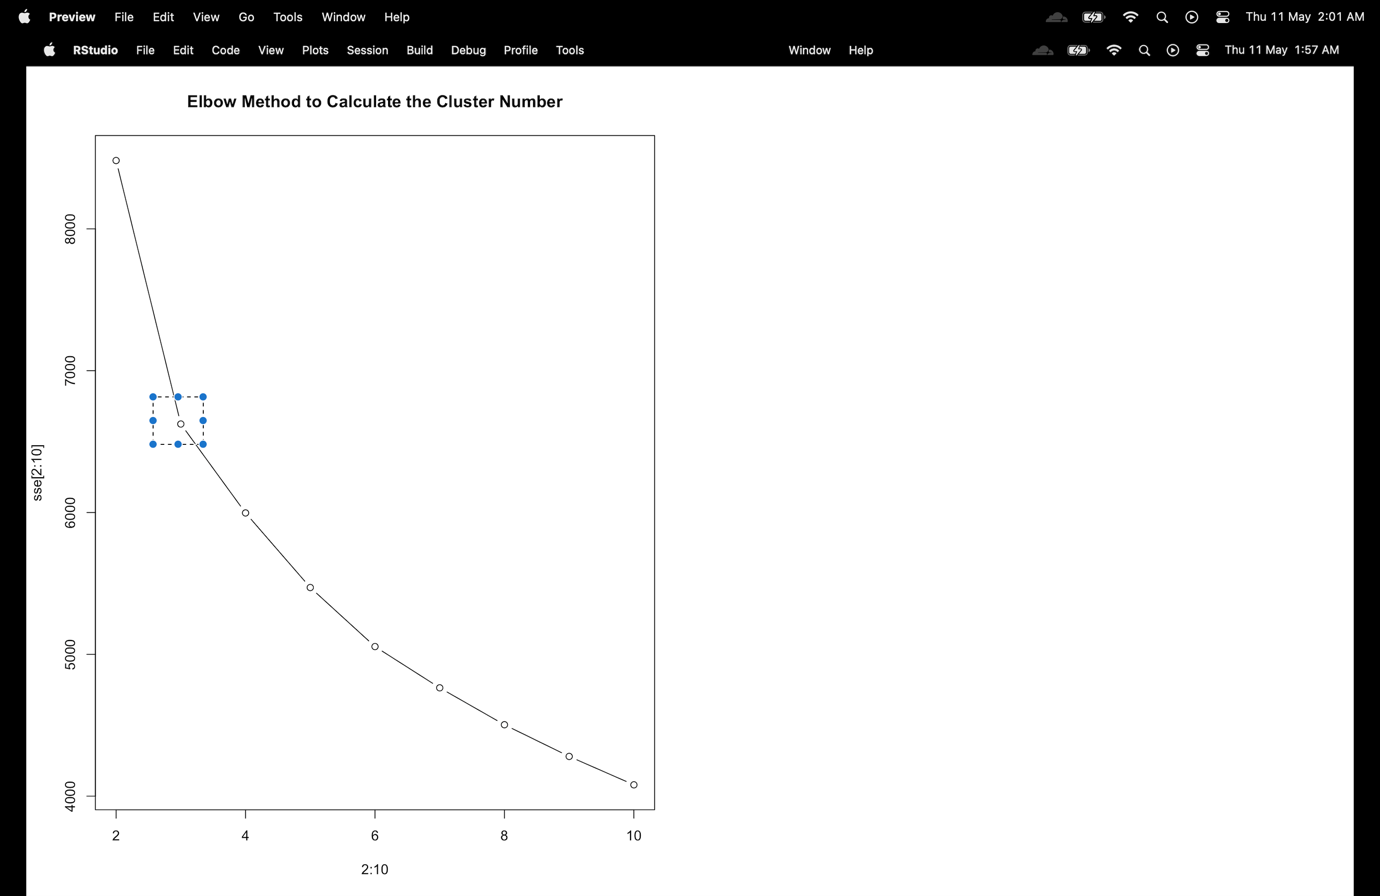 Preview File Edit View Go Tools Window Help Thu 11 May 2:01 AM
RStudio File Edit Code View Plots Session Build Debug Profile Tools Window Help Thu 11 May 1:57 AM
Elbow Method to Calculate the Cluster Number
8000
7000
6000
5000
4000
sse[2:10]
2 4 6 8 10
2:10